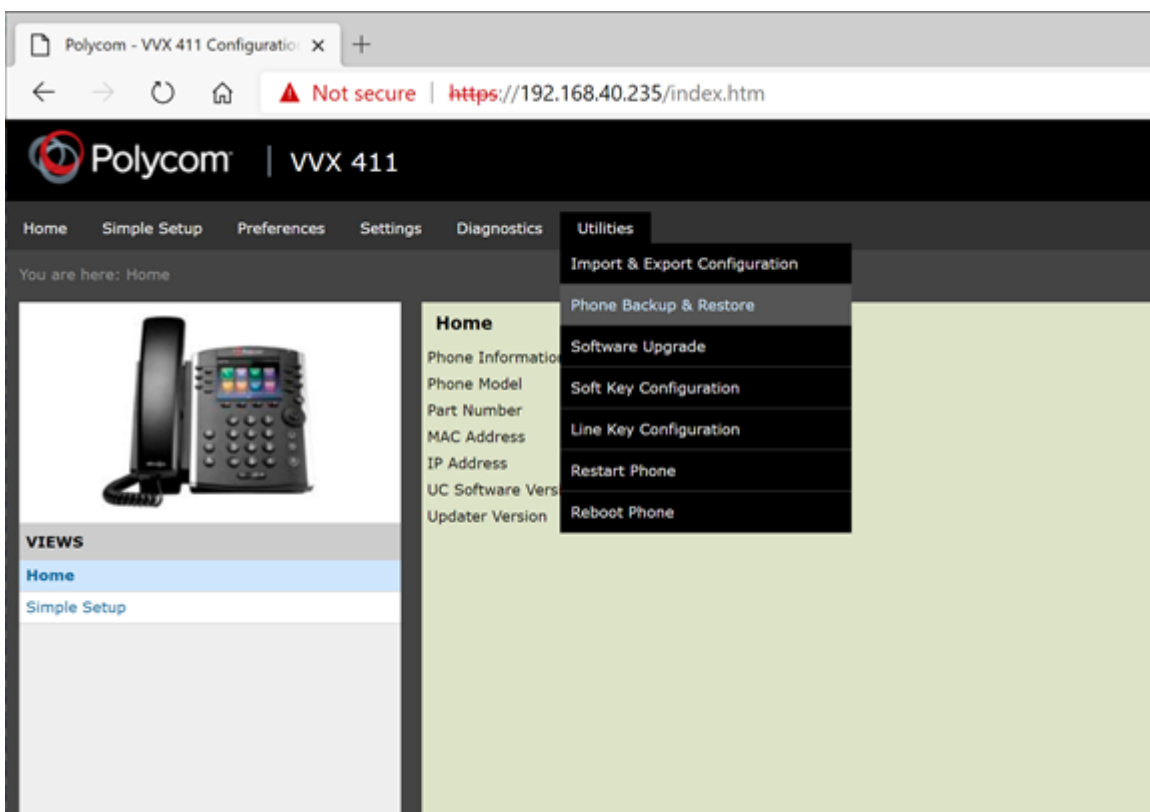 Polycom - VVX 411 Configuratio
Not secure | https://192.168.40.235/index.htm
Polycom | VVX 411
Home Simple Setup Preferences Settings Diagnostics Utilities
You are here: Home
Import & Export Configuration
Phone Backup & Restore
Software Upgrade
Soft Key Configuration
Line Key Configuration
Restart Phone
Reboot Phone
Home
Phone Informatio
Phone Model
Part Number
MAC Address
IP Address
UC Software Vers
Updater Version
VIEWS
Home
Simple Setup